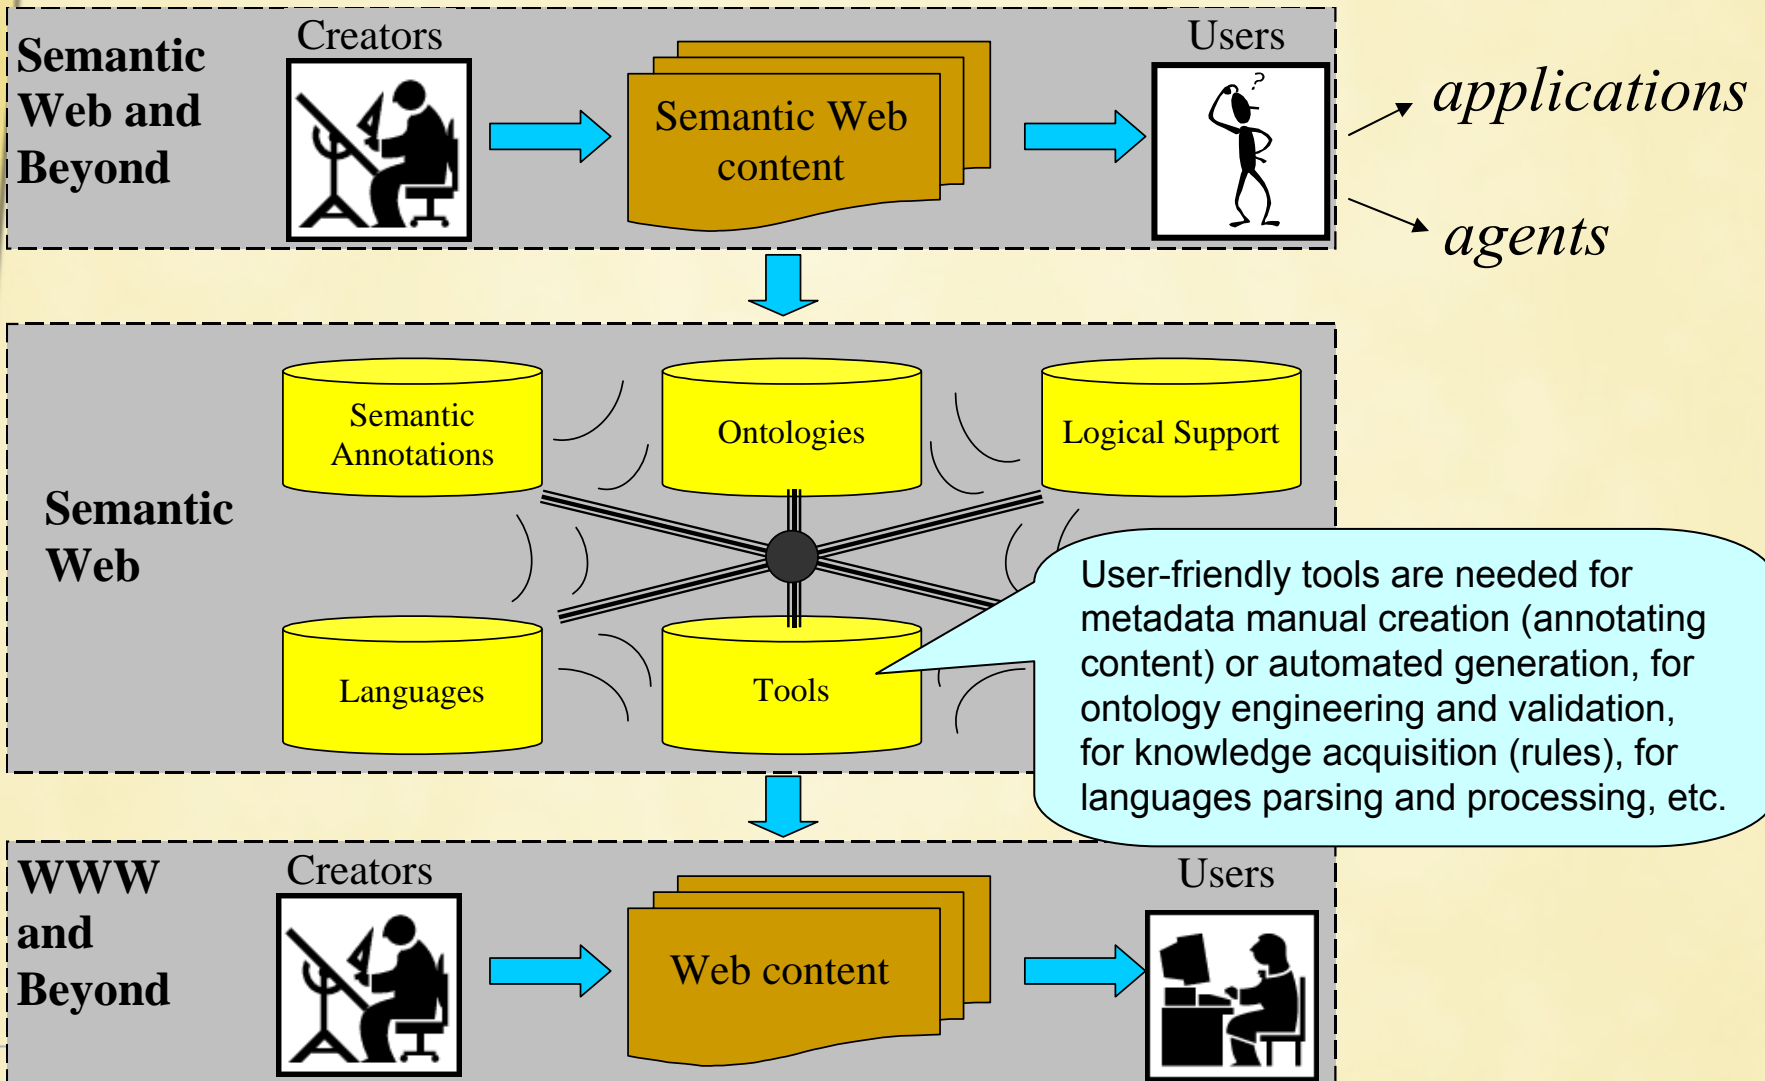 Semantic
Web and
Beyond
Creators
Semantic Web
content
Users
?
applications
agents
Semantic
Web
Semantic
Annotations
Ontologies
Logical Support
Languages
Tools
User-friendly tools are needed for
metadata manual creation (annotating
content) or automated generation, for
ontology engineering and validation,
for knowledge acquisition (rules), for
languages parsing and processing, etc.
WWW
and
Beyond
Creators
Web content
Users